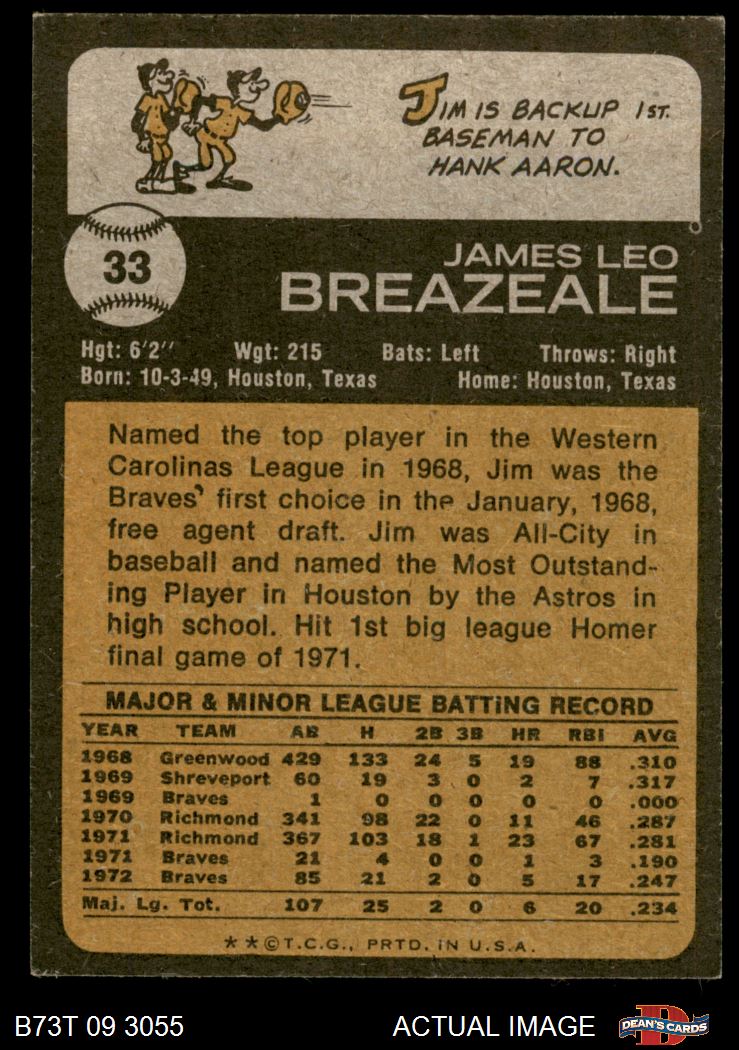 JIM IS BACKUP 1ST.
BASEMAN TO
HANK AARON.
33
JAMES LEO
BREAZEALE
Hgt: 6'2'' Wgt: 215 Bats: Left Throws: Right
Born: 10-3-49, Houston, Texas Home: Houston, Texas
Named the top player in the Western
Carolinas League in 1968, Jim was the
Braves' first choice in the January, 1968,
free agent draft. Jim was All-City in
baseball and named the Most Outstand-
ing Player in Houston by the Astros in
high school. Hit 1st big league Homer
final game of 1971.
MAJOR & MINOR LEAGUE BATTING RECORD
YEAR TEAM AB H 2B 3B HR RBI AVG
1968 Greenwood 429 133 24 5 19 88 .310
1969 Shreveport 60 19 3 0 2 7 .317
1969 Braves 1 0 0 0 0 0 .000
1970 Richmond 341 98 22 0 11 46 .287
1971 Richmond 367 103 18 1 23 67 .281
1971 Braves 21 4 0 0 1 3 .190
1972 Braves 85 21 2 0 5 17 .247
Maj. Lg. Tot. 107 25 2 0 6 20 .234
* * © T.C.G., PRTD. IN U.S.A.
B73T 09 3055 ACTUAL IMAGE D DEAN'S CARDS